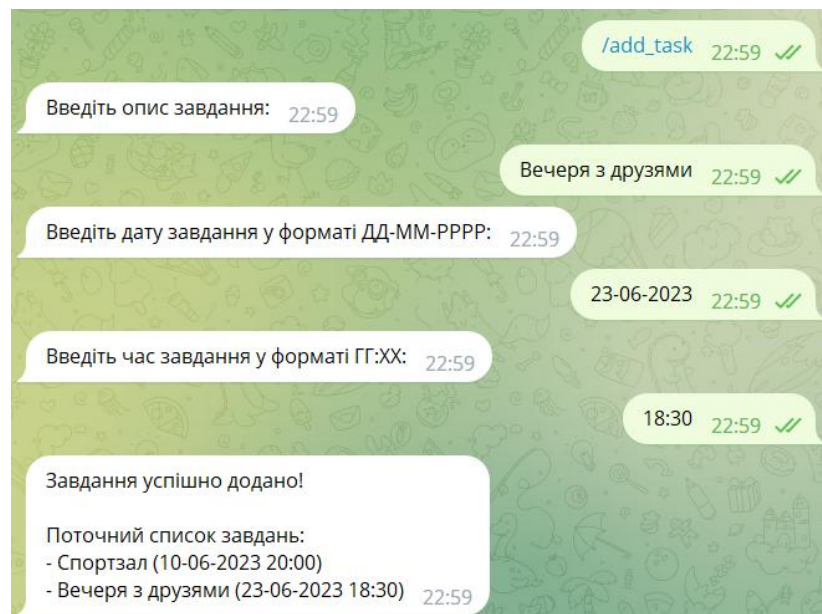 /add_task 22:59
Введіть опис завдання: 22:59
Вечеря з друзями 22:59
Введіть дату завдання у форматі ДД-ММ-РРРР: 22:59
23-06-2023 22:59
Введіть час завдання у форматі ГГ:ХХ: 22:59
18:30 22:59
Завдання успішно додано!
Поточний список завдань:
- Спортзал (10-06-2023 20:00)
- Вечеря з друзями (23-06-2023 18:30) 22:59